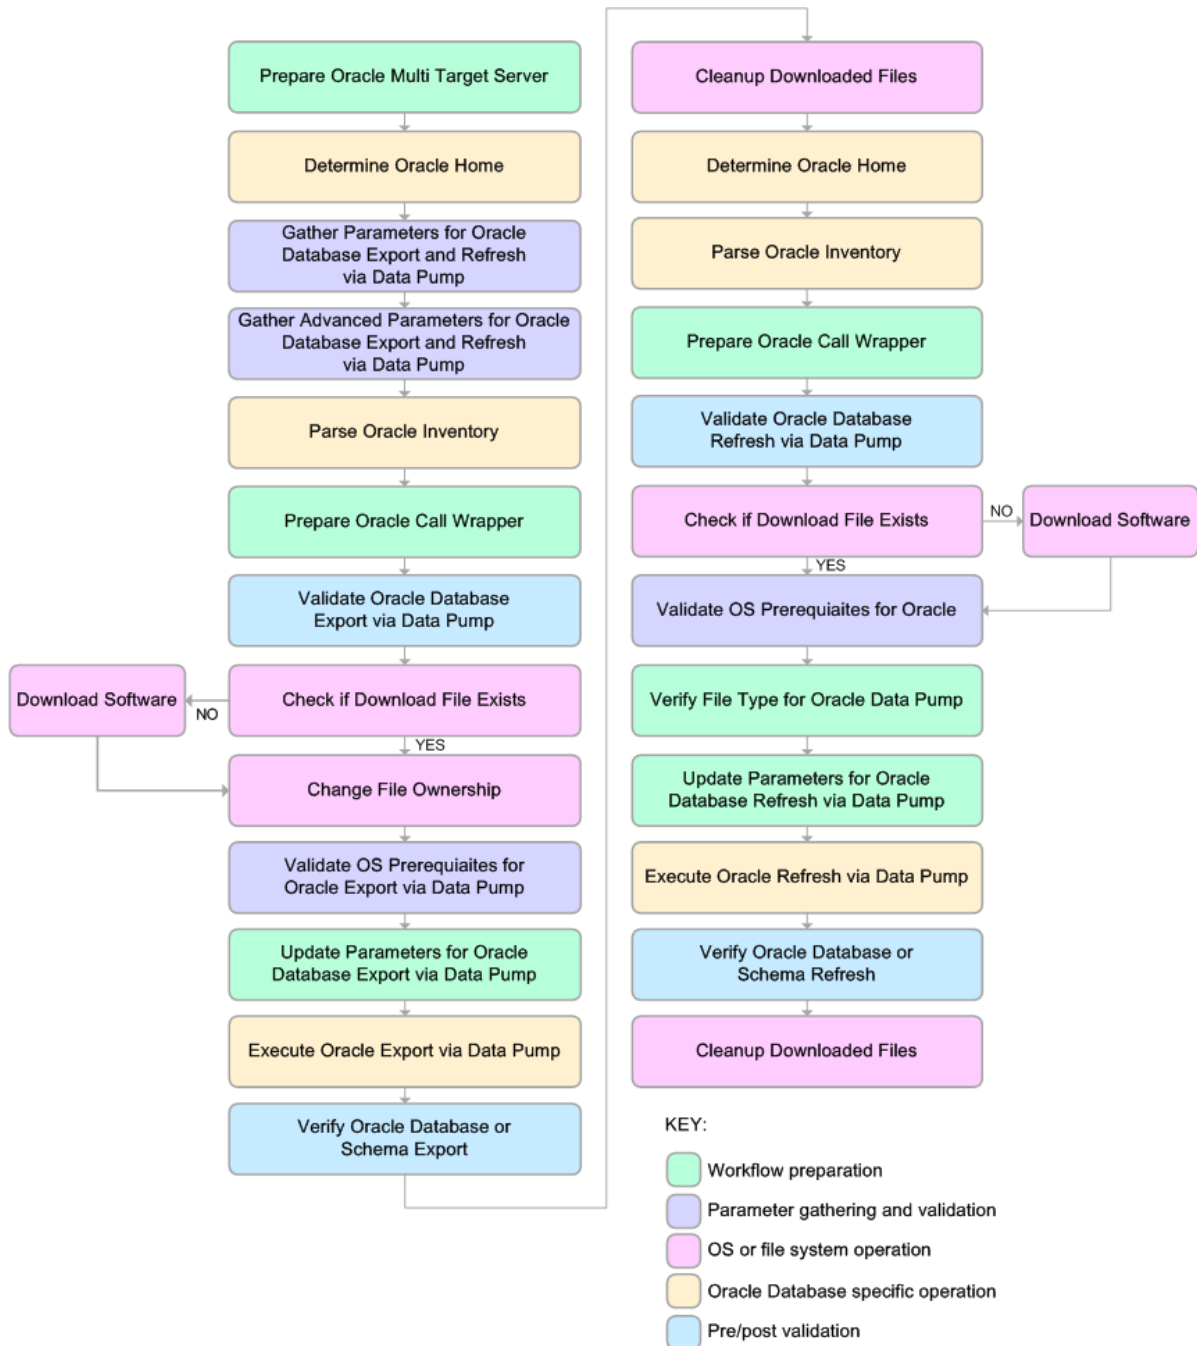 Prepare Oracle Multi Target Server
Determine Oracle Home
Gather Parameters for Oracle
Database Export and Refresh
via Data Pump
Gather Advanced Parameters for Oracle
Database Export and Refresh
via Data Pump
Parse Oracle Inventory
Prepare Oracle Call Wrapper
Validate Oracle Database
Export via Data Pump
Download Software
NO
Check if Download File Exists
YES
Change File Ownership
Validate OS Prerequiaites for
Oracle Export via Data Pump
Update Parameters for Oracle
Database Export via Data Pump
Execute Oracle Export via Data Pump
Verify Oracle Database or
Schema Export
Cleanup Downloaded Files
Determine Oracle Home
Parse Oracle Inventory
Prepare Oracle Call Wrapper
Validate Oracle Database
Refresh via Data Pump
Check if Download File Exists
NO
Download Software
YES
Validate OS Prerequiaites for Oracle
Verify File Type for Oracle Data Pump
Update Parameters for Oracle
Database Refresh via Data Pump
Execute Oracle Refresh via Data Pump
Verify Oracle Database or
Schema Refresh
Cleanup Downloaded Files
KEY:
Workflow preparation
Parameter gathering and validation
OS or file system operation
Oracle Database specific operation
Pre/post validation